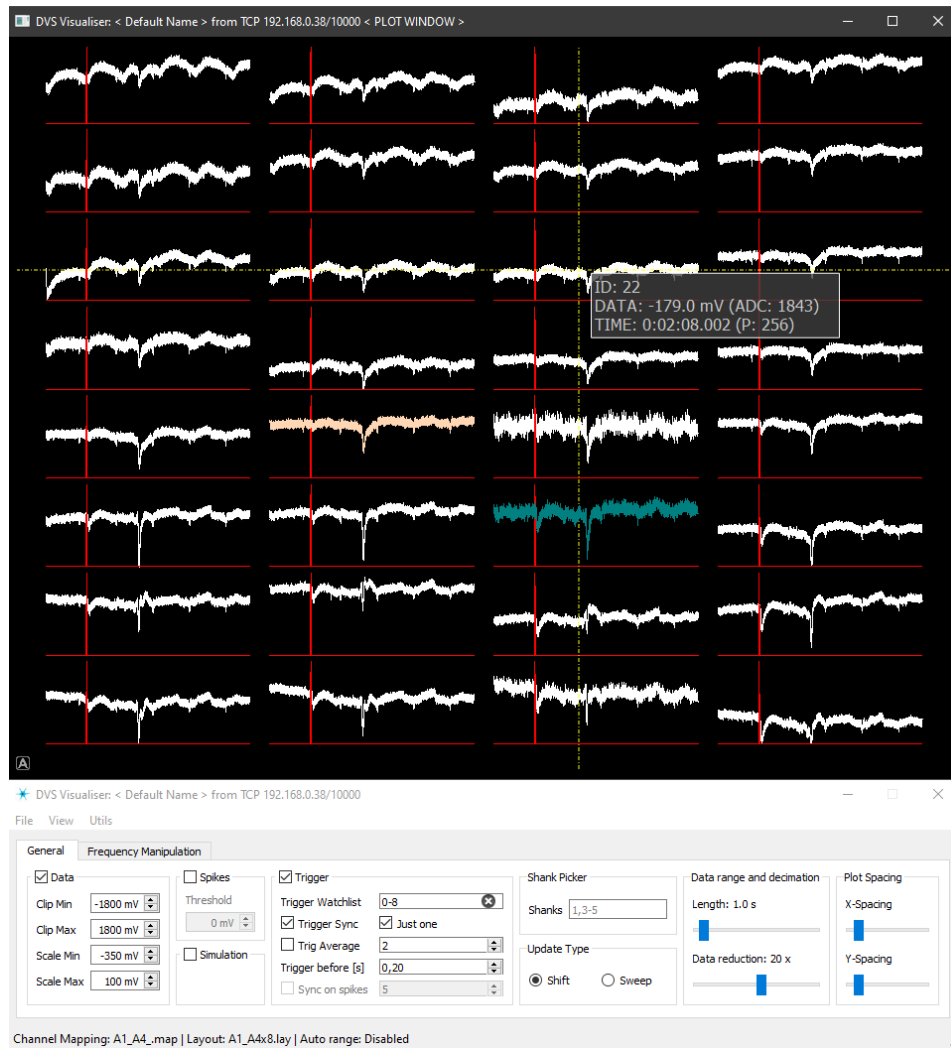 DVS Visualiser: < Default Name > from TCP 192.168.0.38/10000 < PLOT WINDOW >
ID: 22
DATA: -179.0 mV (ADC: 1843)
TIME: 0:02:08.002 (P: 256)
A
DVS Visualiser: < Default Name > from TCP 192.168.0.38/10000
File View Utils
General Frequency Manipulation
Data
Clip Min -1800 mV
Clip Max 1800 mV
Scale Min -350 mV
Scale Max 100 mV
Spikes
Threshold
0 mV
Simulation
Trigger
Trigger Watchlist 0-8
Trigger Sync Just one
Trig Average 2
Trigger before [s] 0,20
Sync on spikes 5
Shank Picker
Shanks 1,3-5
Update Type
Shift Sweep
Data range and decimation
Length: 1.0 s
Data reduction: 20 x
Plot Spacing
X-Spacing
Y-Spacing
Channel Mapping: A1_A4_.map | Layout: A1_A4x8.lay | Auto range: Disabled